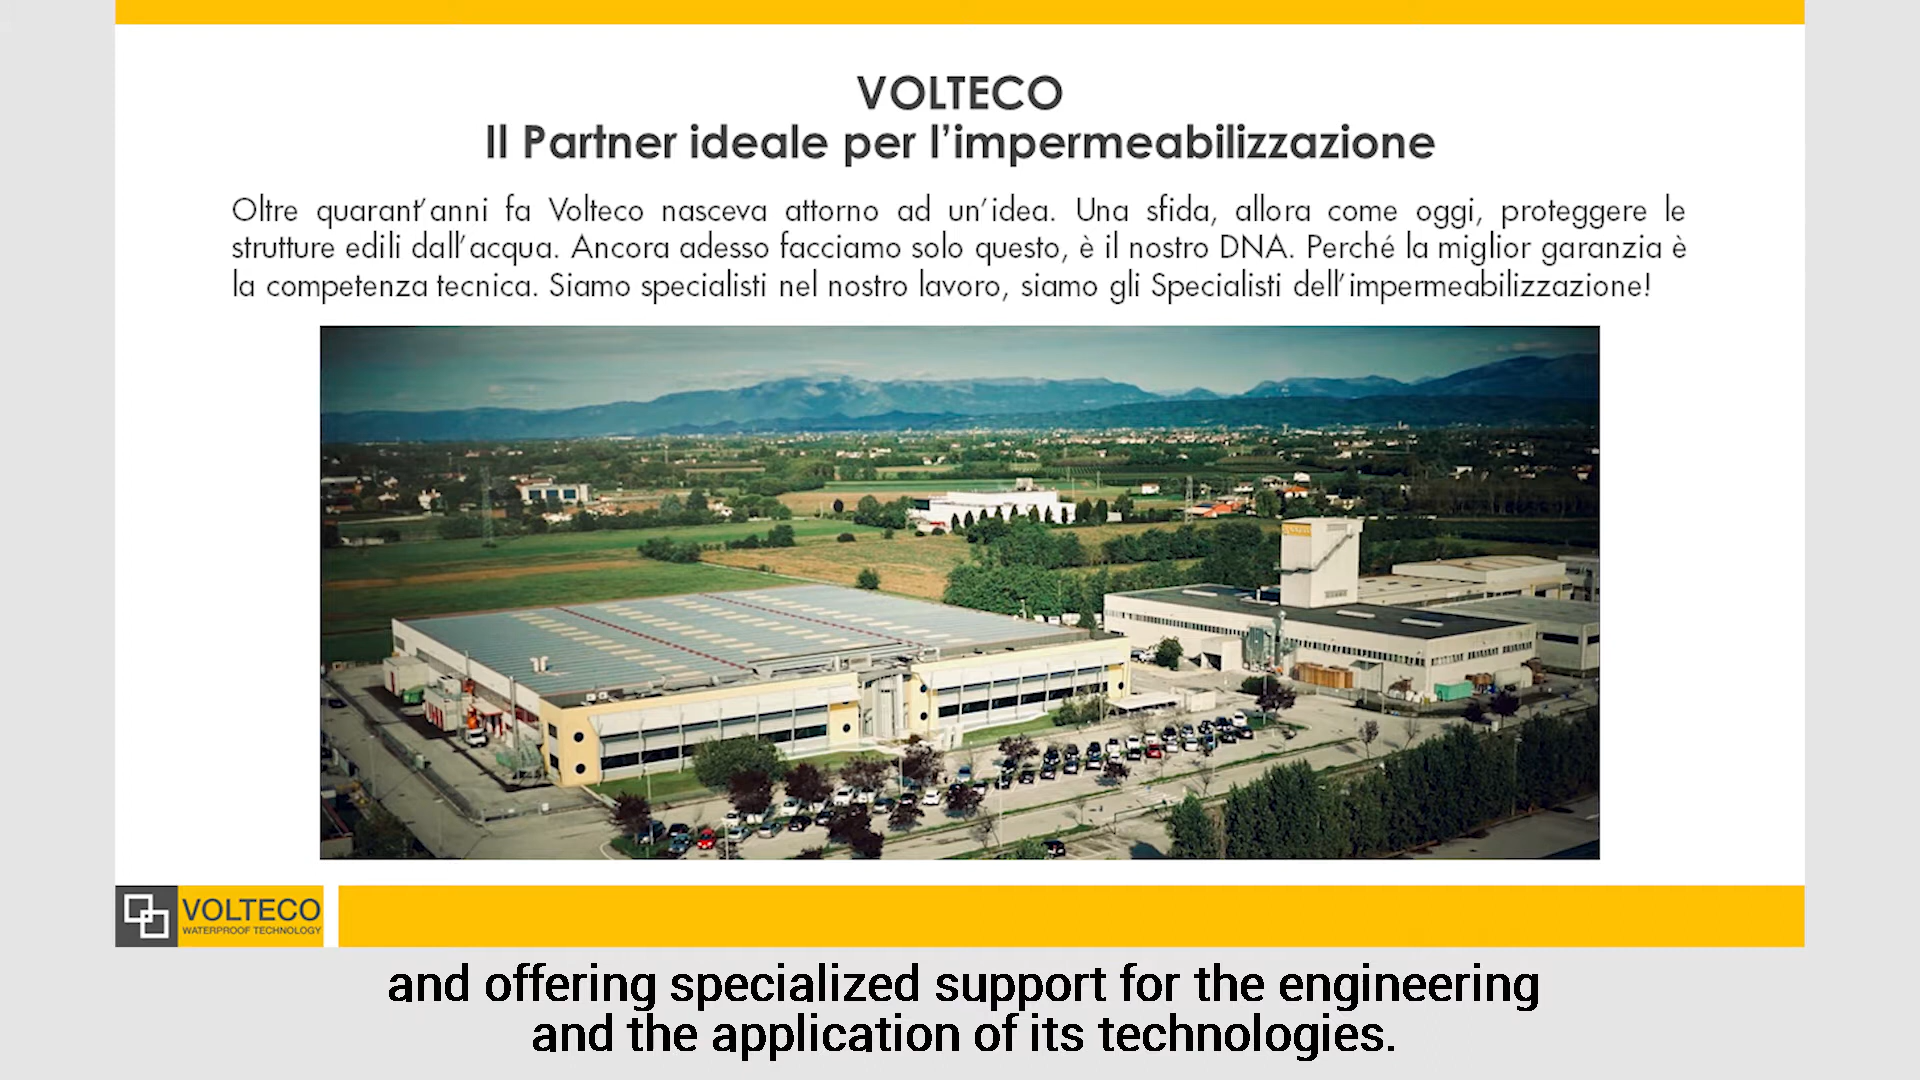 VOLTECO
Il Partner ideale per l’impermeabilizzazione
Oltre quarant’anni fa Volteco nasceva attorno ad un’idea. Una sfida, allora come oggi, proteggere le
strutture edili dall’acqua. Ancora adesso facciamo solo questo, è il nostro DNA. Perché la miglior garanzia è
la competenza tecnica. Siamo specialisti nel nostro lavoro, siamo gli Specialisti dell’impermeabilizzazione!
VOLTECO
WATERPROOF TECHNOLOGY
and offering specialized support for the engineering
and the application of its technologies.